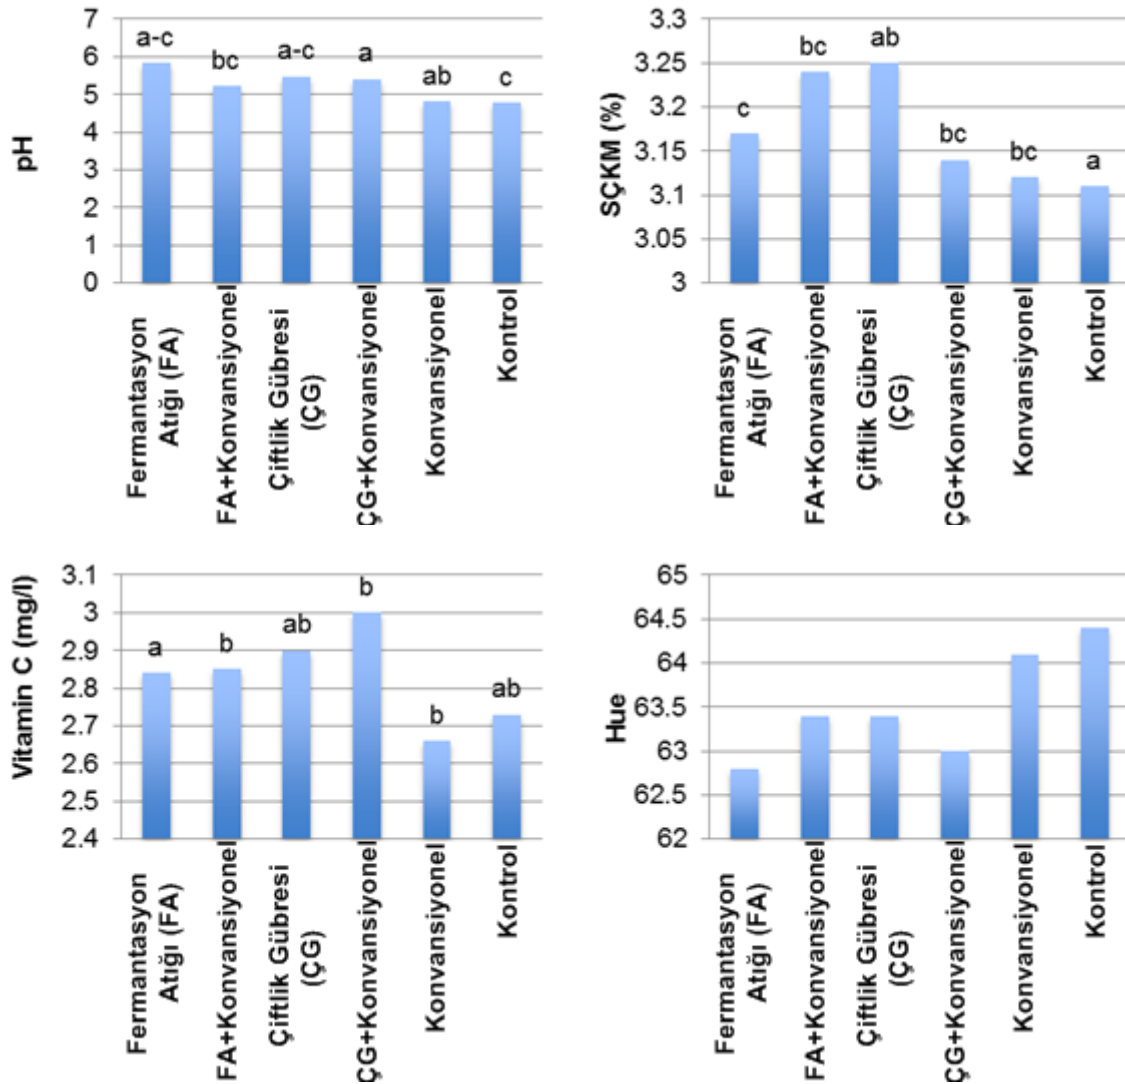 pH
7
6
5
4
3
2
1
0
a-c
bc
a-c
a
ab
c
Fermantasyon
Atığı (FA)
FA+Konvansiyonel
Çiftlik Gübresi
(ÇG)
ÇG+Konvansiyonel
Konvansiyonel
Kontrol
SÇKM (%)
3.3
3.25
3.2
3.15
3.1
3.05
3
c
bc
ab
bc
bc
a
Fermantasyon
Atığı (FA)
FA+Konvansiyonel
Çiftlik Gübresi
(ÇG)
ÇG+Konvansiyonel
Konvansiyonel
Kontrol
Vitamin C (mg/l)
3.1
3
2.9
2.8
2.7
2.6
2.5
2.4
a
b
ab
b
b
ab
Fermantasyon
Atığı (FA)
FA+Konvansiyonel
Çiftlik Gübresi
(ÇG)
ÇG+Konvansiyonel
Konvansiyonel
Kontrol
Hue
65
64.5
64
63.5
63
62.5
62
Fermantasyon
Atığı (FA)
FA+Konvansiyonel
Çiftlik Gübresi
(ÇG)
ÇG+Konvansiyonel
Konvansiyonel
Kontrol